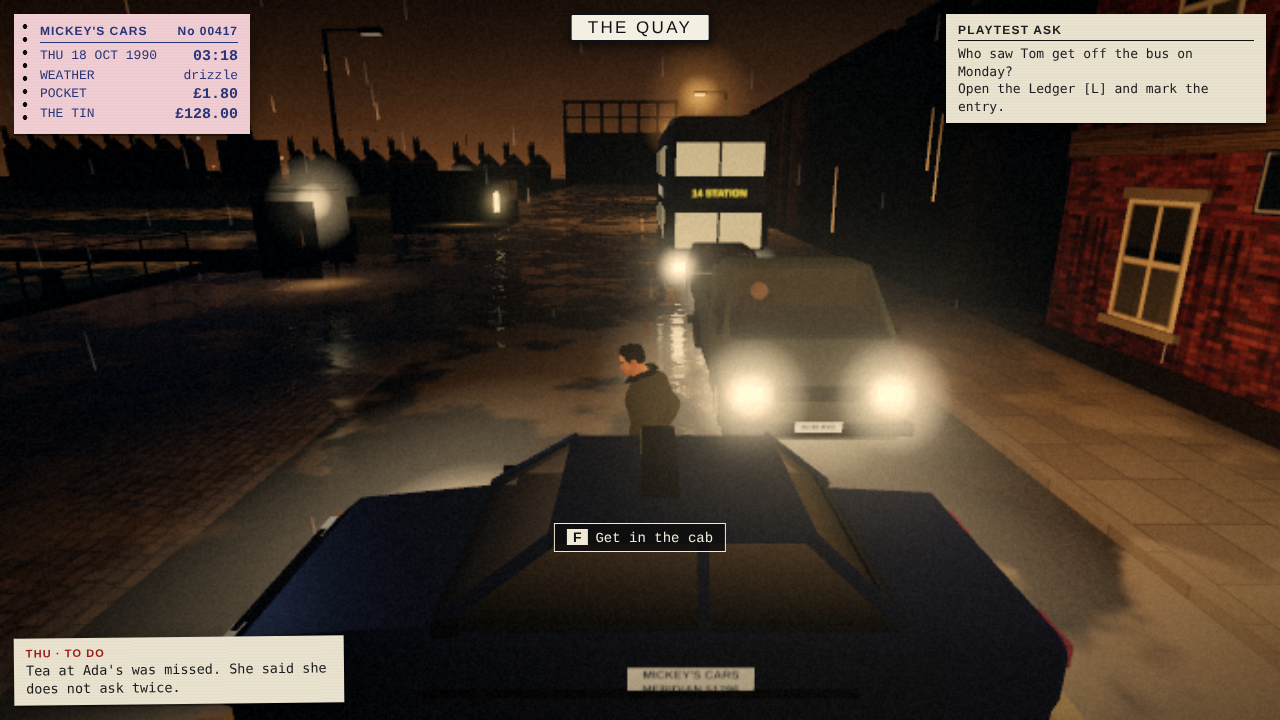 MICKEY'S CARS No 00417
THU 18 OCT 1990 03:18
WEATHER drizzle
POCKET £1.80
THE TIN £128.00
THE QUAY
PLAYTEST ASK
Who saw Tom get off the bus on
Monday?
Open the Ledger [L] and mark the
entry.
14 STATION
F Get in the cab
THU · TO DO
Tea at Ada's was missed. She said she
does not ask twice.
MICKEY'S CARS